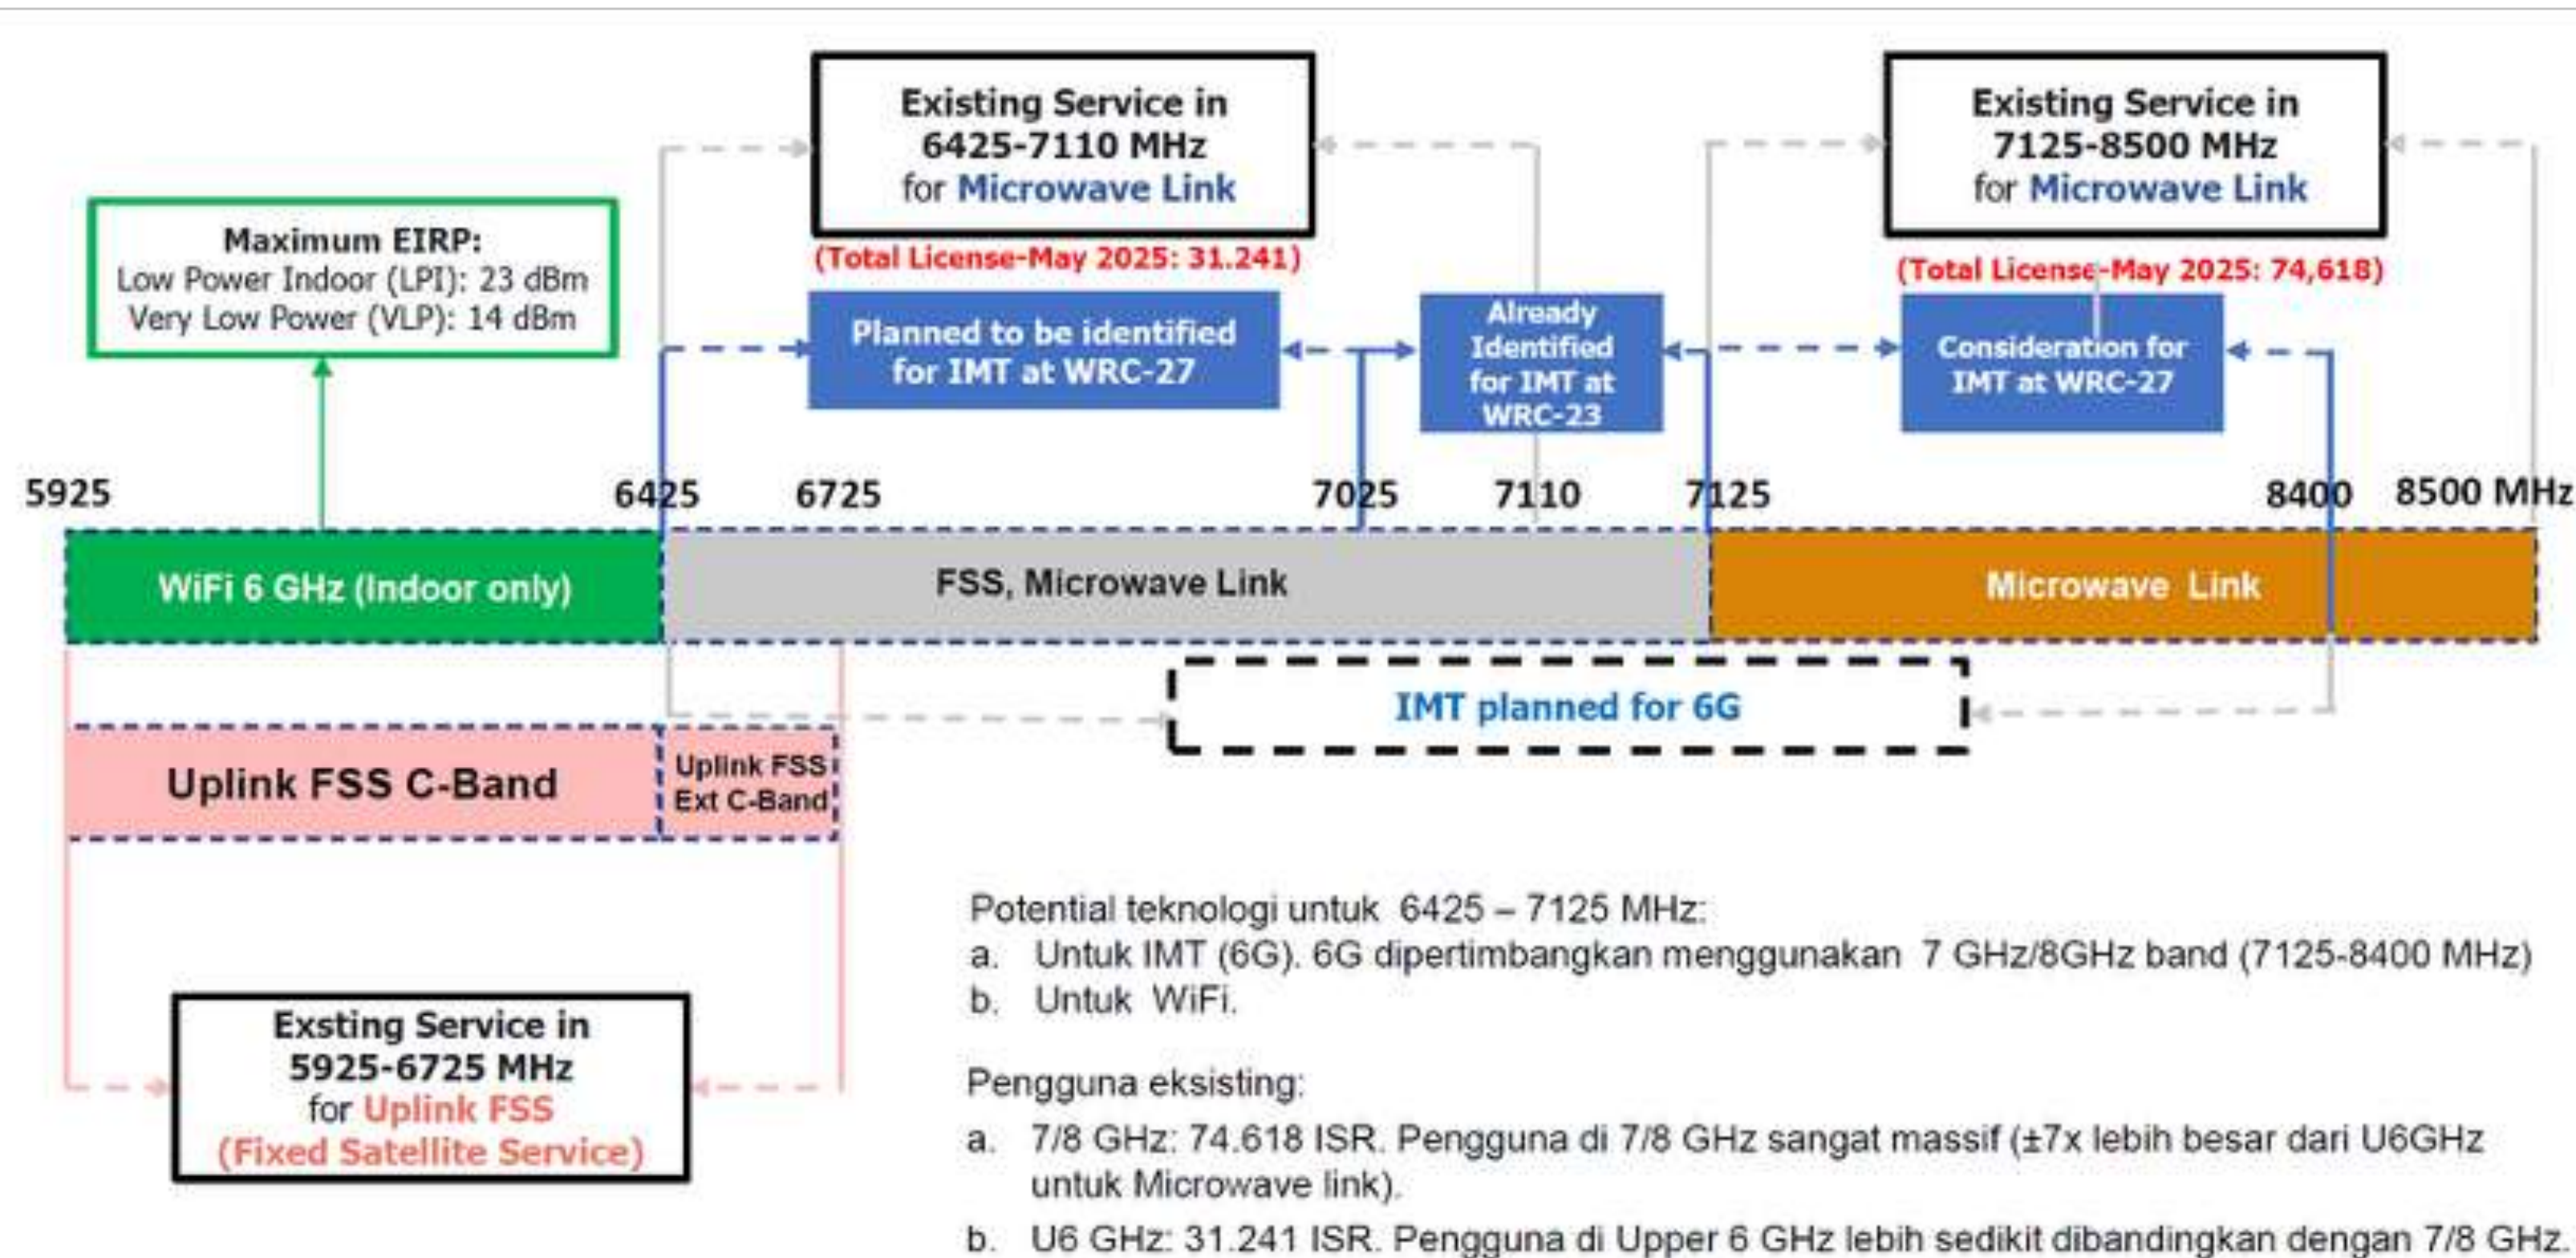 Existing Service in
6425-7110 MHz
for Microwave Link
(Total License-May 2025: 31.241)
Existing Service in
7125-8500 MHz
for Microwave Link
(Total License-May 2025: 74,618)
Maximum EIRP:
Low Power Indoor (LPI): 23 dBm
Very Low Power (VLP): 14 dBm
Planned to be identified
for IMT at WRC-27
Already
Identified
for IMT at
WRC-23
Consideration for
IMT at WRC-27
5925 6425 6725 7025 7110 7125 8400 8500 MHz
WiFi 6 GHz (Indoor only) FSS, Microwave Link Microwave Link
IMT planned for 6G
Uplink FSS C-Band
Uplink FSS
Ext C-Band
Exsting Service in
5925-6725 MHz
for Uplink FSS
(Fixed Satellite Service)
Potential teknologi untuk 6425 – 7125 MHz:
a. Untuk IMT (6G). 6G dipertimbangkan menggunakan 7 GHz/8GHz band (7125-8400 MHz)
b. Untuk WiFi.
Pengguna eksisting:
a. 7/8 GHz: 74.618 ISR. Pengguna di 7/8 GHz sangat massif (±7x lebih besar dari U6GHz
untuk Microwave link).
b. U6 GHz: 31.241 ISR. Pengguna di Upper 6 GHz lebih sedikit dibandingkan dengan 7/8 GHz.